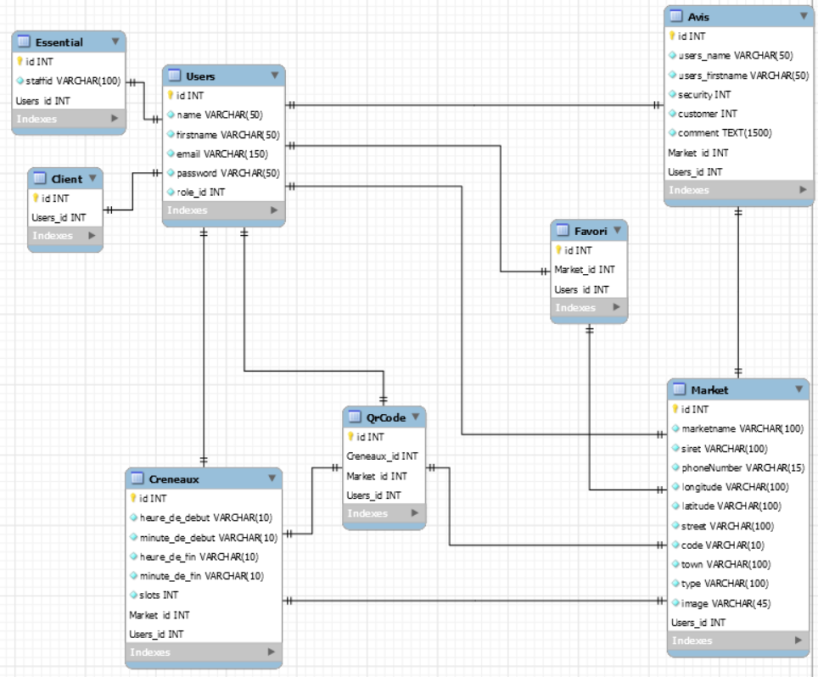 Essential
id INT
staffid VARCHAR(100)
Users_id INT
Indexes
Client
id INT
Users_id INT
Indexes
Users
id INT
name VARCHAR(50)
firstname VARCHAR(50)
email VARCHAR(150)
password VARCHAR(50)
role_id INT
Indexes
Avis
id INT
users_name VARCHAR(50)
users_firstname VARCHAR(50)
security INT
customer INT
comment TEXT(1500)
Market_id INT
Users_id INT
Indexes
Favori
id INT
Market_id INT
Users_id INT
Indexes
QrCode
id INT
Creneaux_id INT
Market_id INT
Users_id INT
Indexes
Creneaux
id INT
heure_de_debut VARCHAR(10)
minute_de_debut VARCHAR(10)
heure_de_fin VARCHAR(10)
minute_de_fin VARCHAR(10)
slots INT
Market_id INT
Users_id INT
Indexes
Market
id INT
marketname VARCHAR(100)
siret VARCHAR(100)
phoneNumber VARCHAR(15)
longitude VARCHAR(100)
latitude VARCHAR(100)
street VARCHAR(100)
code VARCHAR(10)
town VARCHAR(100)
type VARCHAR(100)
image VARCHAR(45)
Users_id INT
Indexes